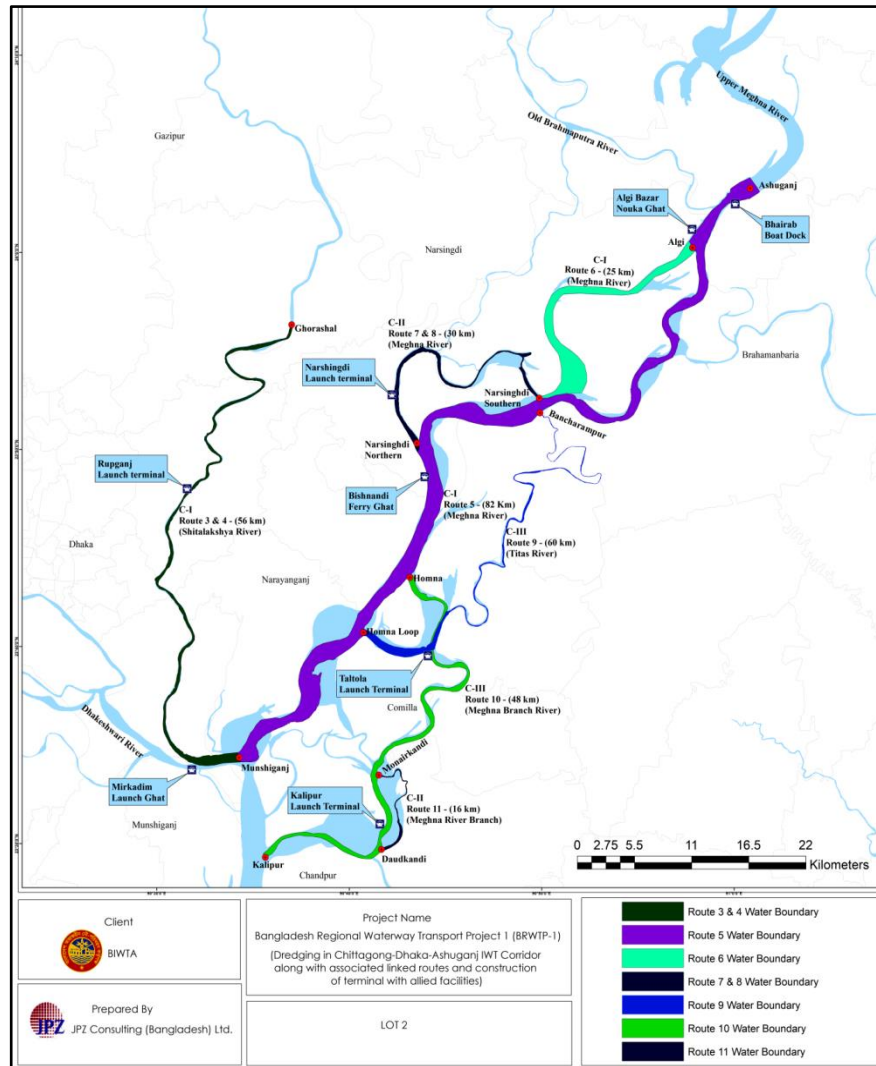 Upper Meghna River
Old Brahmaputra River
Gazipur
Ashuganj
Algi Bazar
Nouka Ghat
Bhairab
Boat Dock
Algi
Narsingdi
C-I
Route 6 - (25 km)
(Meghna River)
Ghorashal
C-II
Route 7 & 8 - (30 km)
(Meghna River)
Brahamanbaria
Narshingdi
Launch terminal
Narsinghdi
Southern
Bancharampur
Narsinghdi
Northern
Rupganj
Launch terminal
Bishnandi
Ferry Ghat
C-I
Route 5 - (82 Km)
(Meghna River)
C-I
Route 3 & 4 - (56 km)
(Shitalakshya River)
C-III
Route 9 - (60 km)
(Titas River)
Dhaka
Narayanganj
Homna
Homna Loop
Taltola
Launch Terminal
C-III
Route 10 - (48 km)
(Meghna Branch River)
Comilla
Dhakeshwari River
Munshiganj
Monairkandi
Mirkadim
Launch Ghat
Kalipur
Launch Terminal
C-II
Route 11 - (16 km)
(Meghna River Branch)
Munshiganj
Kalipur
Daudkandi
Chandpur
0 2.75 5.5 11 16.5 22
Kilometers
Client
BIWTA
Prepared By
JPZ
JPZ Consulting (Bangladesh) Ltd.
Project Name
Bangladesh Regional Waterway Transport Project 1 (BRWTP-1)
(Dredging in Chittagong-Dhaka-Ashuganj IWT Corridor
along with associated linked routes and construction
of terminal with allied facilities)
LOT 2
Route 3 & 4 Water Boundary
Route 5 Water Boundary
Route 6 Water Boundary
Route 7 & 8 Water Boundary
Route 9 Water Boundary
Route 10 Water Boundary
Route 11 Water Boundary